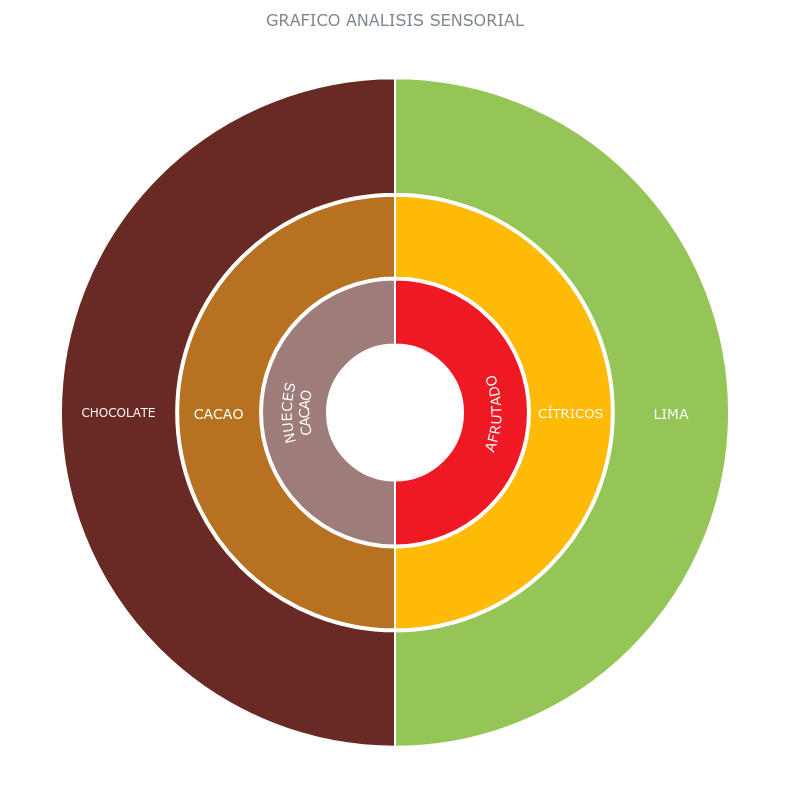 GRAFICO ANALISIS SENSORIAL
CHOCOLATE
CACAO
NUECES
CACAO
AFRUTADO
CÍTRICOS
LIMA